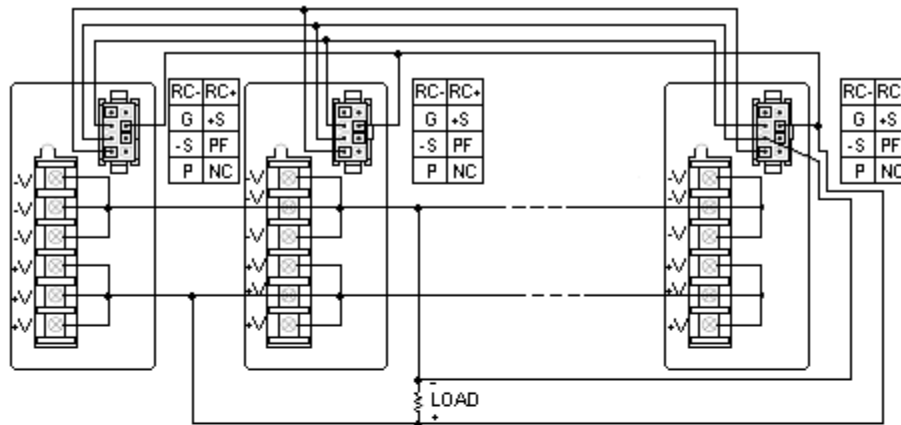 RC- RC+
G +S
-S PF
P NC
RC- RC+
G +S
-S PF
P NC
RC- RC
G +S
-S PF
P NC
-V
-V
-V
+V
+V
+V
-V
-V
-V
+V
+V
+V
-V
-V
-V
+V
+V
+V
-
LOAD
+